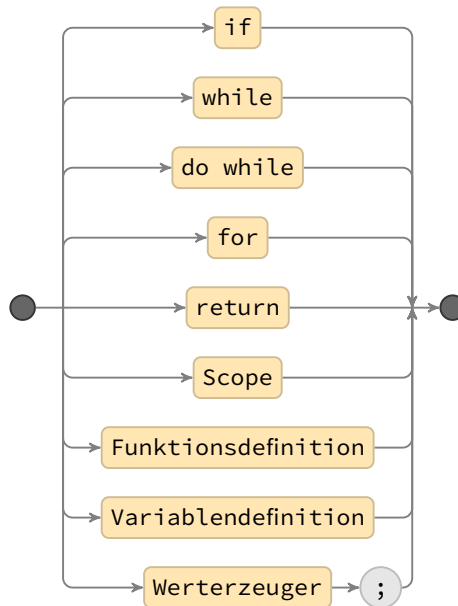 if
while
do while
for
return
Scope
Funktionsdefinition
Variablendefinition
Werterzeuger ;